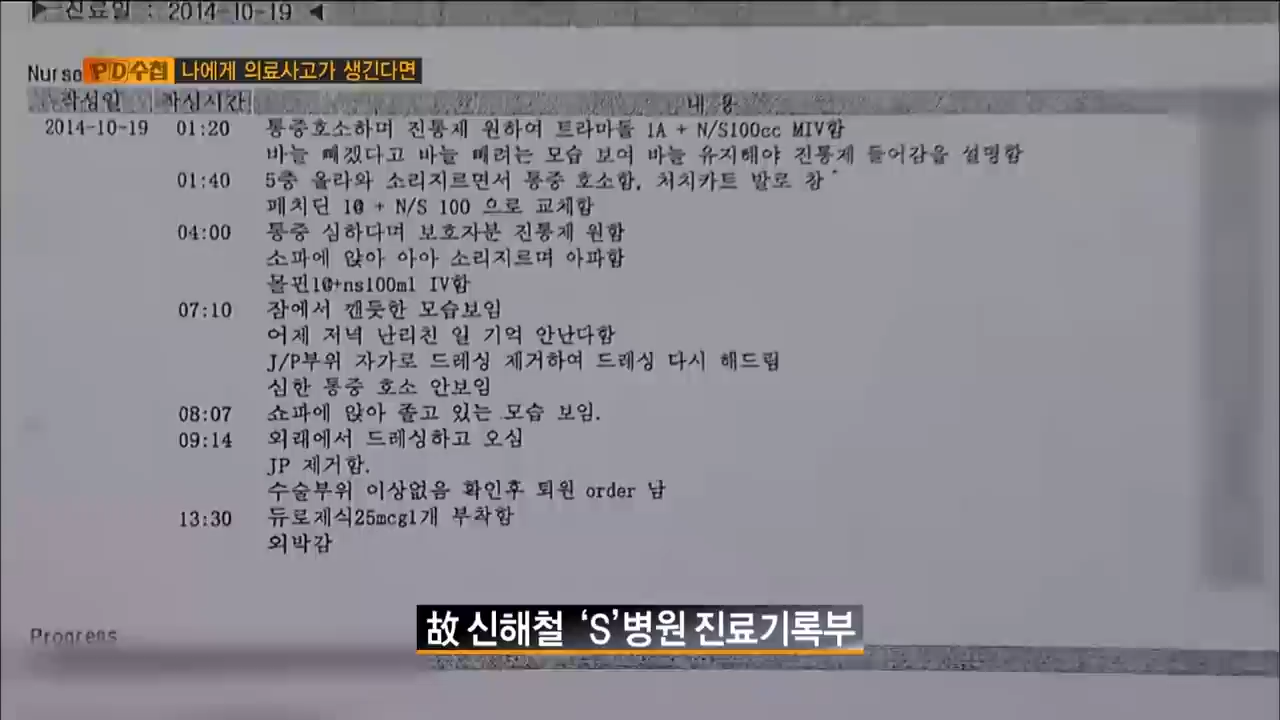 진료일 : 2014-10-19
Nurse
PD수첩 나에게 의료사고가 생긴다면
작성일 작성시간 내 용
2014-10-19 01:20 통증호소하며 진통제 원하여 트라마돌 1A + N/S100cc MIV함
바늘 빼겠다고 바늘 빼려는 모습 보여 바늘 유지해야 진통제 들어감을 설명함
01:40 5층 올라와 소리지르면서 통증 호소함, 처치카트 발로 참
페치딘 10 + N/S 100 으로 교체함
04:00 통증 심하다며 보호자분 진통제 원함
소파에 앉아 아아 소리지르며 아파함
몰핀10+ns100ml IV함
07:10 잠에서 깬듯한 모습보임
어제 저녁 난리친 일 기억 안난다함
J/P부위 자가로 드레싱 제거하여 드레싱 다시 해드림
심한 통증 호소 안보임
08:07 쇼파에 앉아 졸고 있는 모습 보임.
09:14 외래에서 드레싱하고 오심
JP 제거함.
수술부위 이상없음 확인후 퇴원 order 남
13:30 듀로제식25mcg1개 부착함
외박감
故 신해철 ‘S’병원 진료기록부
Progress